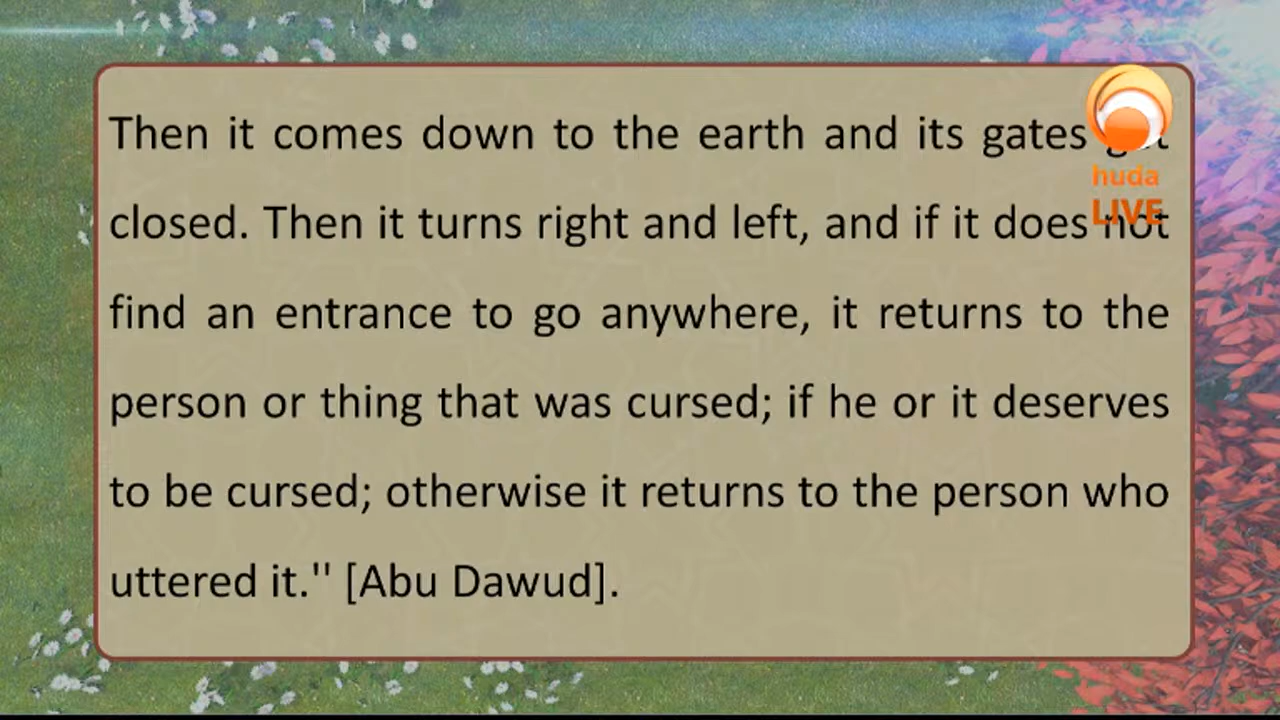 Then it comes down to the earth and its gates get
closed. Then it turns right and left, and if it does not
find an entrance to go anywhere, it returns to the
person or thing that was cursed; if he or it deserves
to be cursed; otherwise it returns to the person who
uttered it." [Abu Dawud].
huda
LIVE